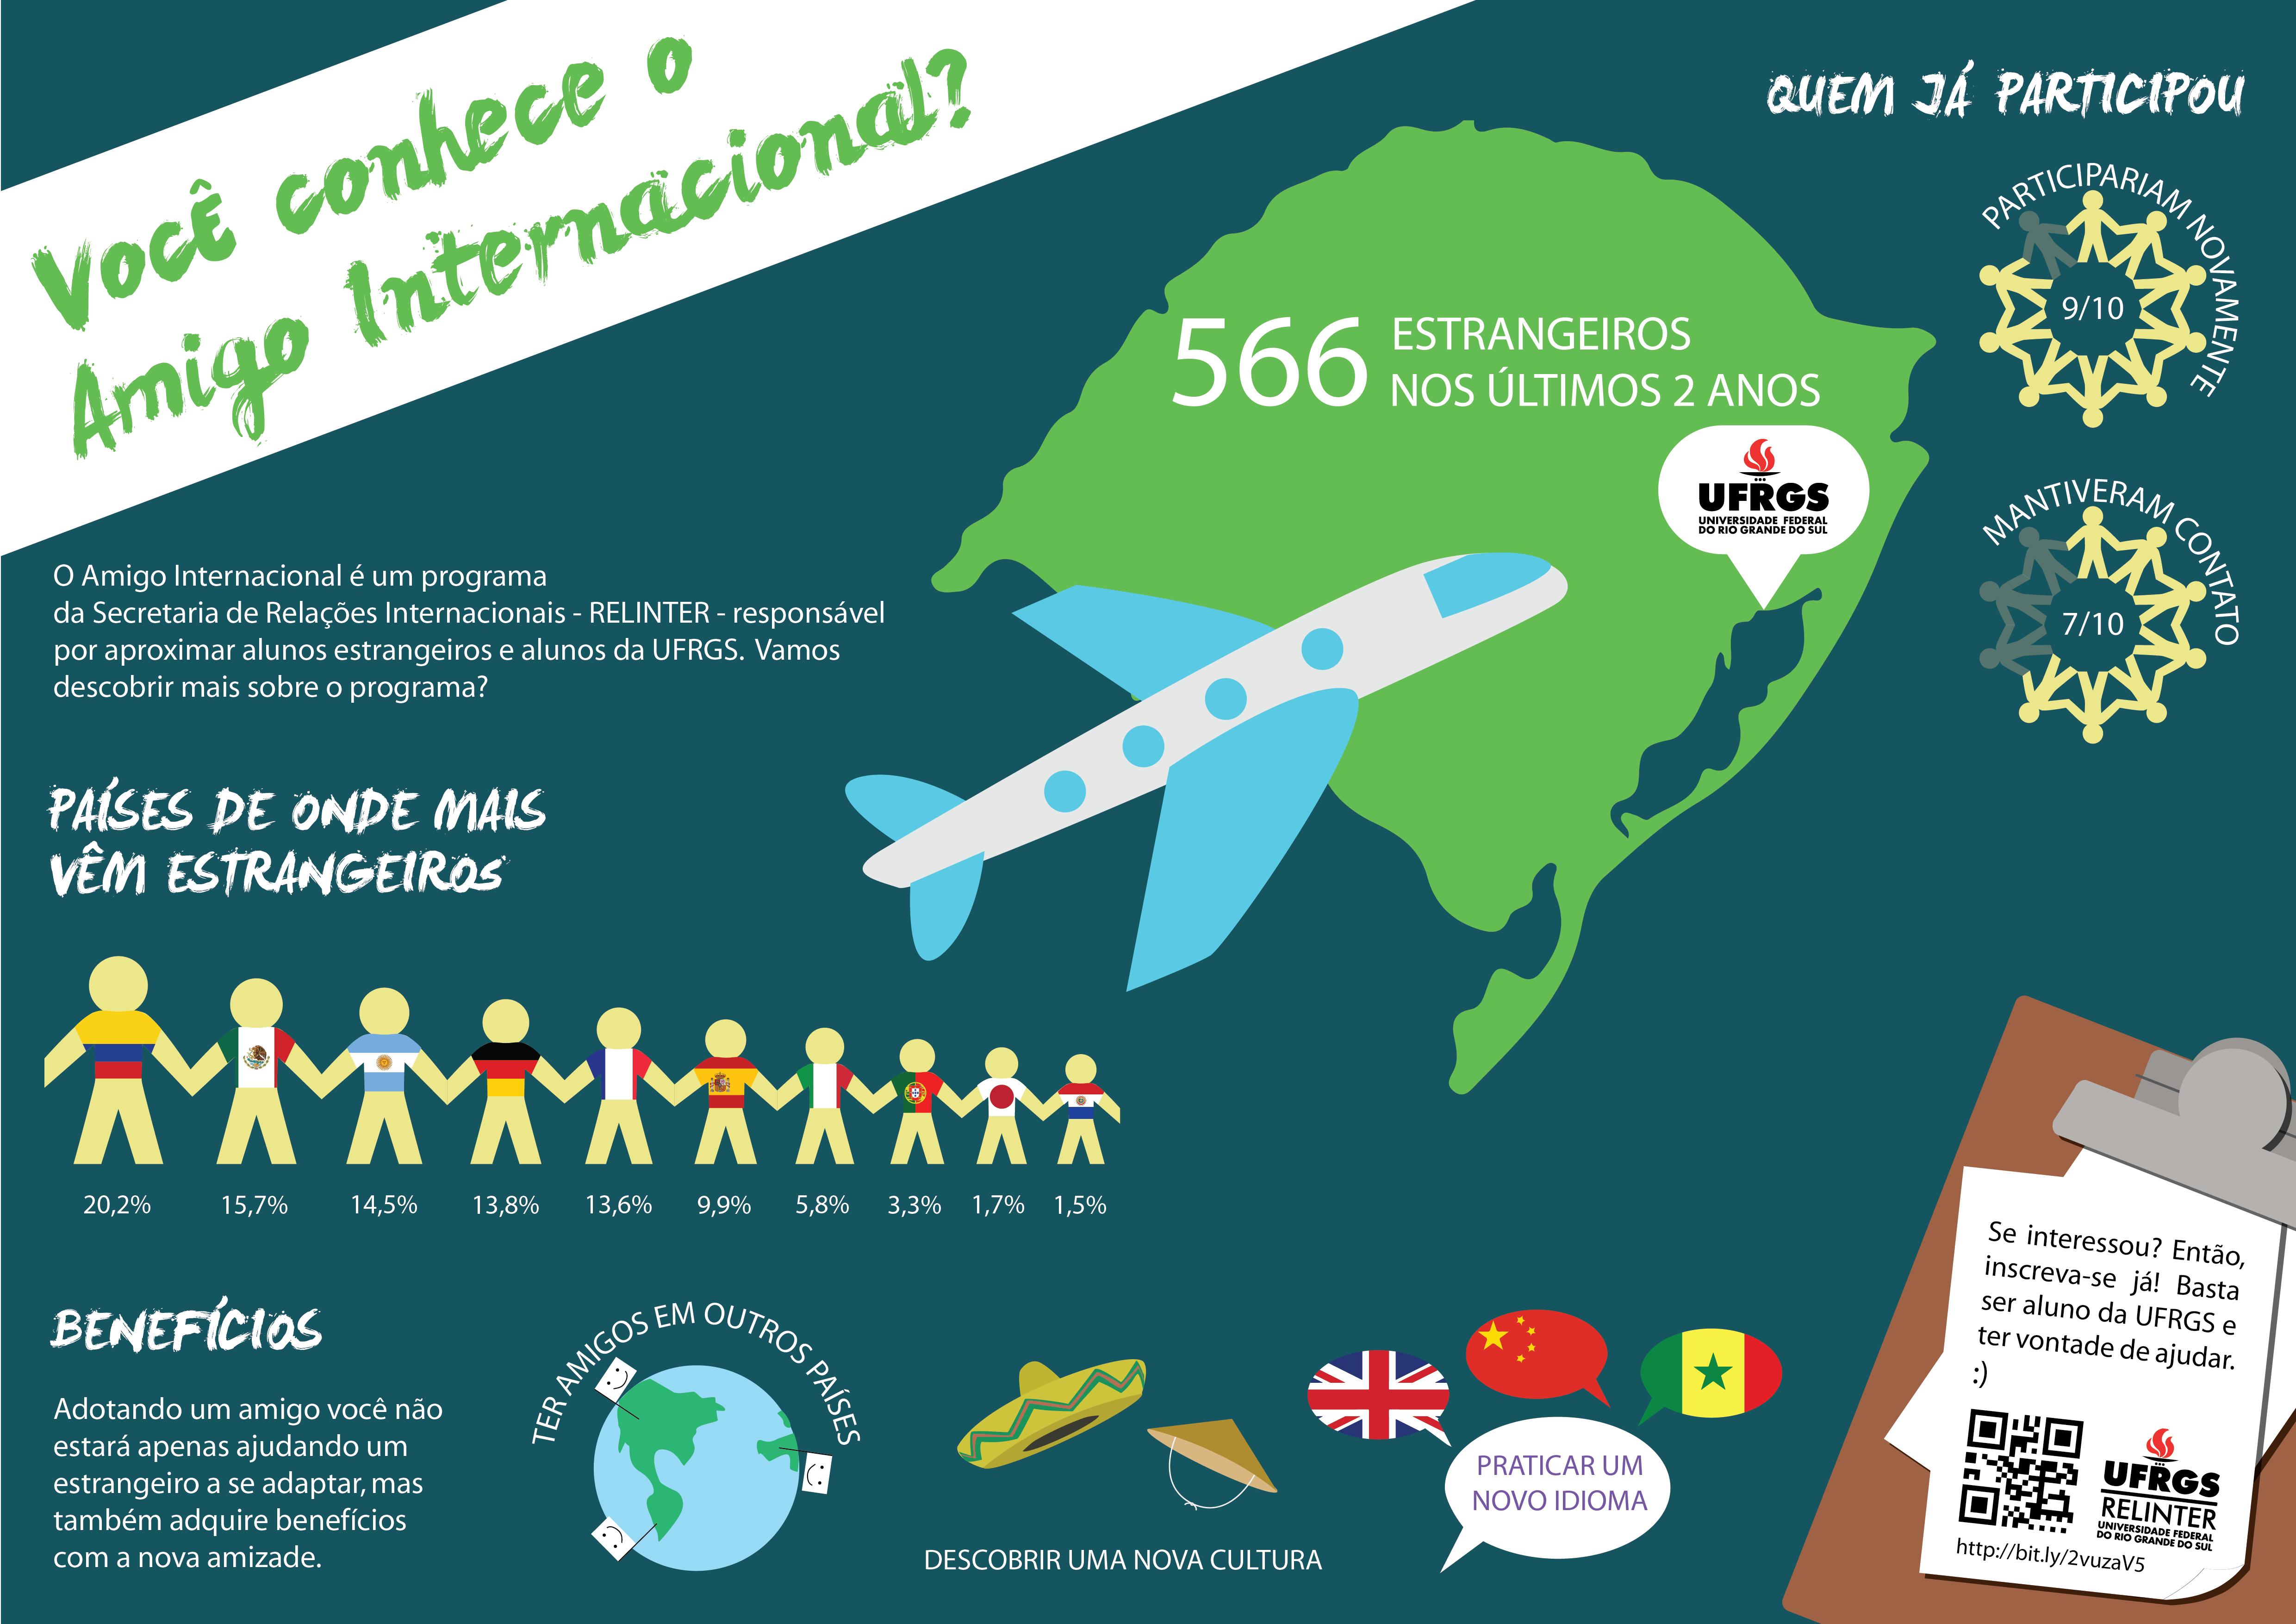 Você conhece o
Amigo Internacional?
QUEM JÁ PARTICIPOU
PARTICIPARIAM NOVAMENTE
9/10
MANTIVERAM CONTATO
7/10
566 ESTRANGEIROS
NOS ÚLTIMOS 2 ANOS
UFRGS
UNIVERSIDADE FEDERAL
DO RIO GRANDE DO SUL
O Amigo Internacional é um programa
da Secretaria de Relações Internacionais - RELINTER - responsável
por aproximar alunos estrangeiros e alunos da UFRGS. Vamos
descobrir mais sobre o programa?
PAÍSES DE ONDE MAIS
VÊM ESTRANGEIROS
20,2% 15,7% 14,5% 13,8% 13,6% 9,9% 5,8% 3,3% 1,7% 1,5%
BENEFÍCIOS
Adotando um amigo você não
estará apenas ajudando um
estrangeiro a se adaptar, mas
também adquire benefícios
com a nova amizade.
TER AMIGOS EM OUTROS PAÍSES
DESCOBRIR UMA NOVA CULTURA
PRATICAR UM
NOVO IDIOMA
Se interessou? Então,
inscreva-se já! Basta
ser aluno da UFRGS e
ter vontade de ajudar.
:)
UFRGS
RELINTER
UNIVERSIDADE FEDERAL
DO RIO GRANDE DO SUL
http://bit.ly/2vuzaV5